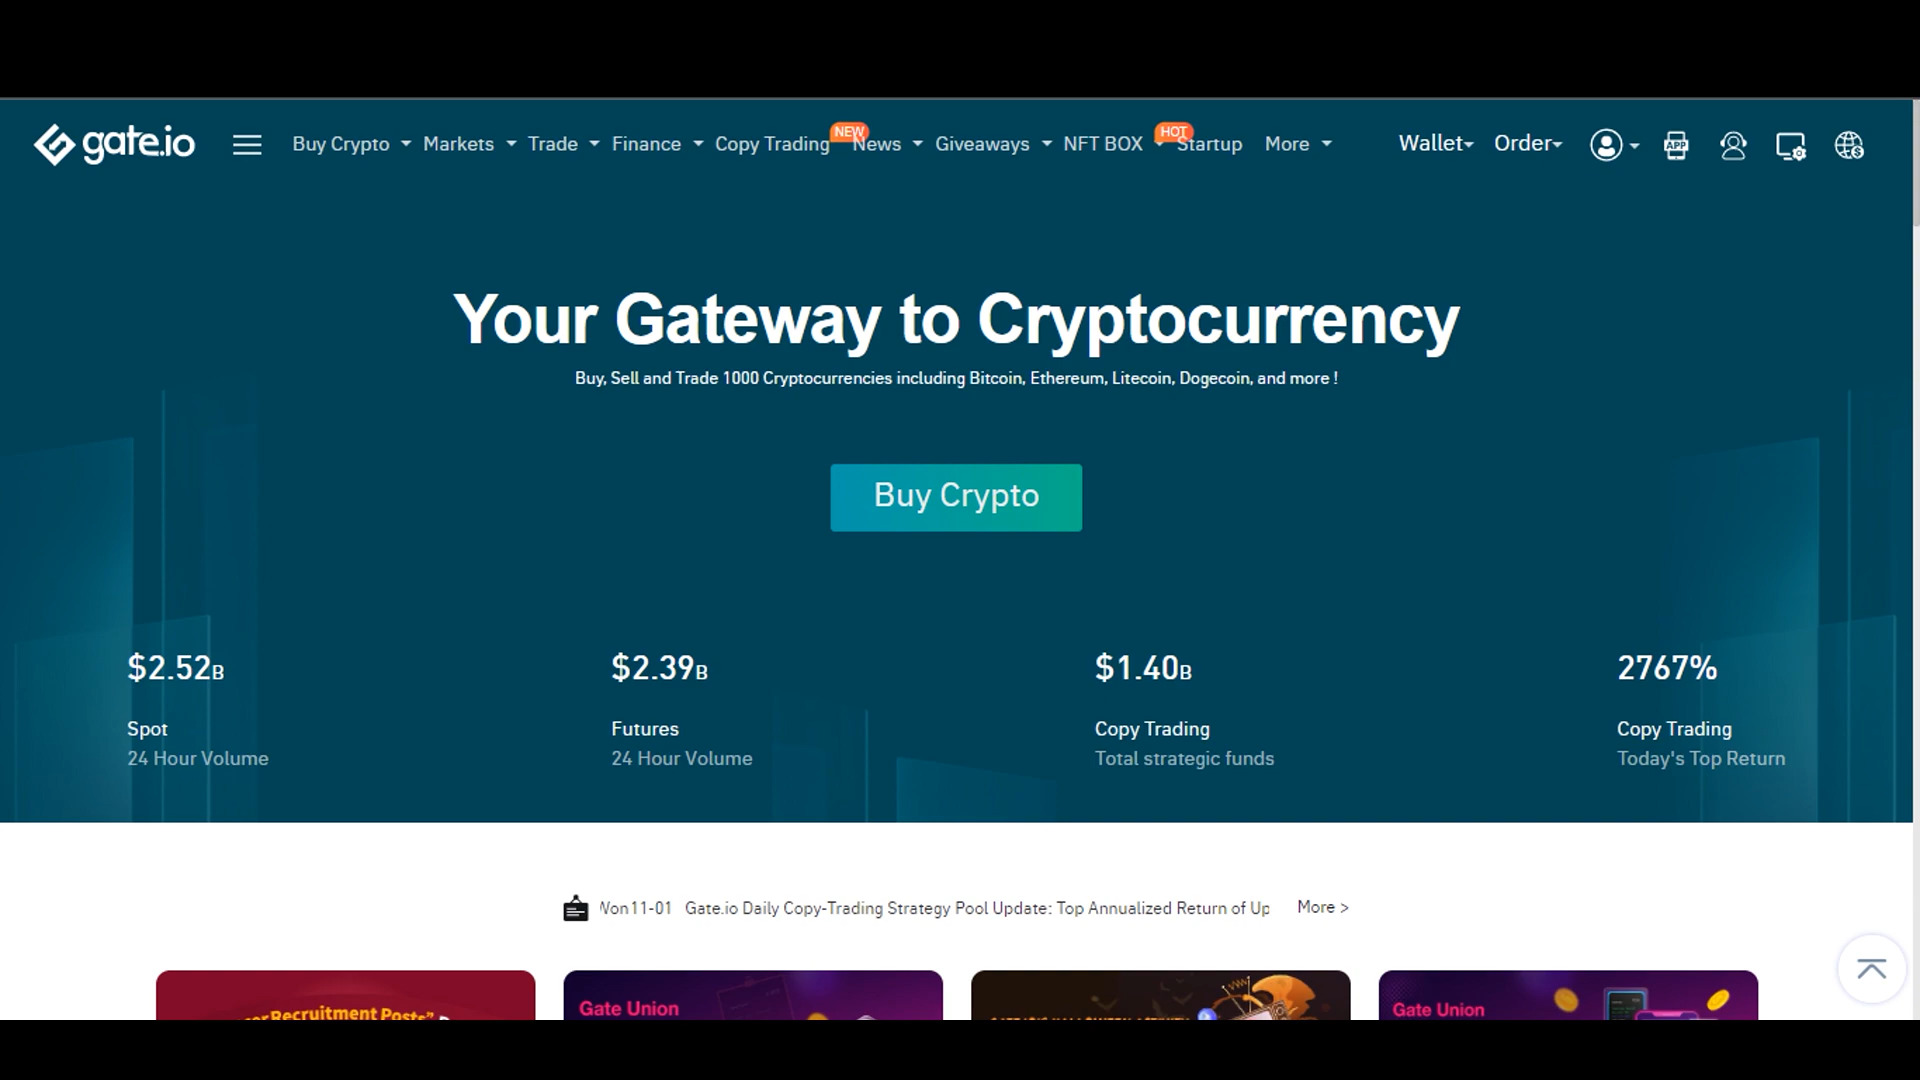 gate.io Buy Crypto Markets Trade Finance Copy Trading NEW News Giveaways NFT BOX HOT Startup More Wallet Order APP
Your Gateway to Cryptocurrency
Buy, Sell and Trade 1000 Cryptocurrencies including Bitcoin, Ethereum, Litecoin, Dogecoin, and more !
Buy Crypto
$2.52B $2.39B $1.40B 2767%
Spot Futures Copy Trading Copy Trading
24 Hour Volume 24 Hour Volume Total strategic funds Today's Top Return
11-01 Gate.io Daily Copy-Trading Strategy Pool Update: Top Annualized Return of Up More >
Recruitment Posts" Gate Union Gate Union